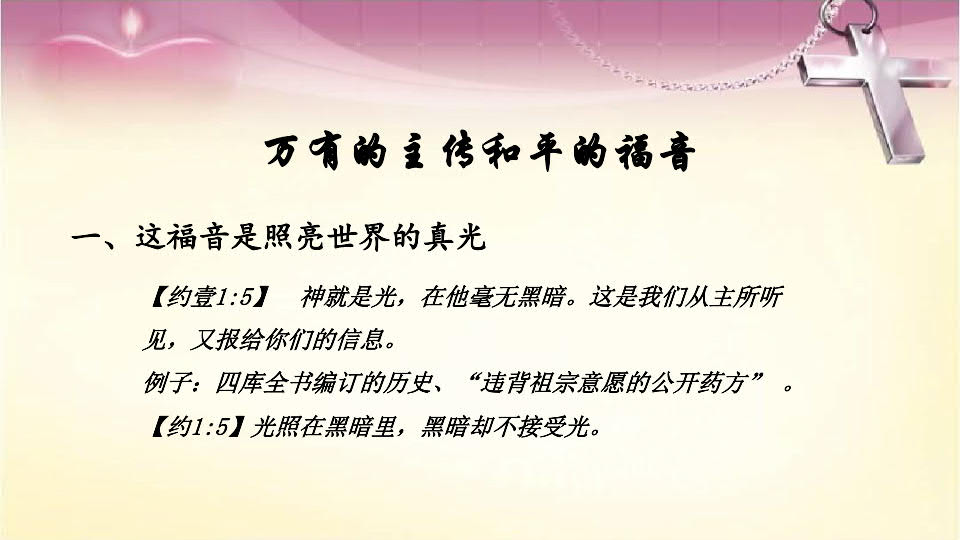 万有的主传和平的福音
一、这福音是照亮世界的真光
【约壹1:5】 神就是光，在他毫无黑暗。这是我们从主所听
见，又报给你们的信息。
例子：四库全书编订的历史、“违背祖宗意愿的公开药方” 。
【约1:5】光照在黑暗里，黑暗却不接受光。